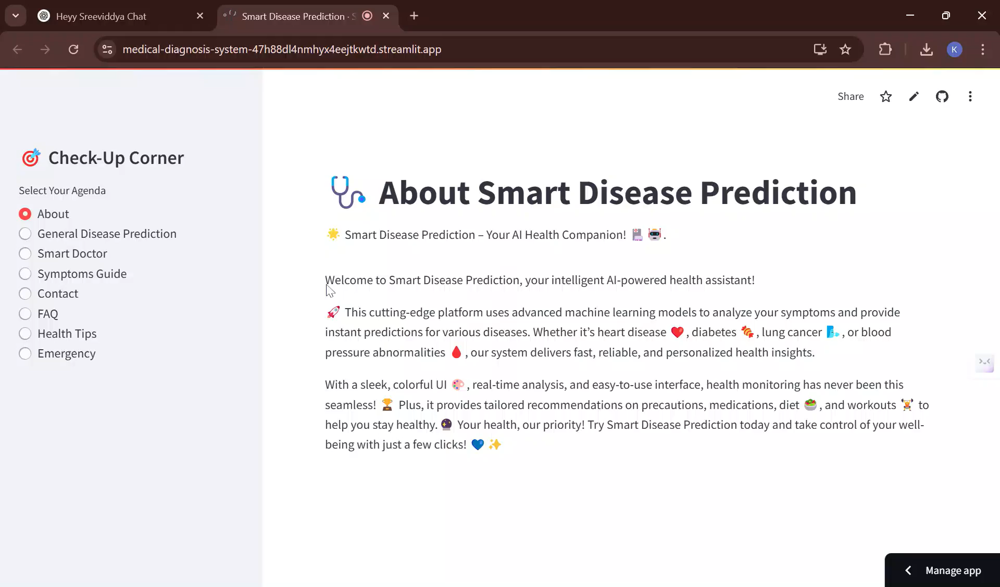 Heyy Sreeviddya Chat
Smart Disease Prediction · S
medical-diagnosis-system-47h88dl4nmhyx4eejtkwtd.streamlit.app
K
Share
🎯 Check-Up Corner
Select Your Agenda
About
General Disease Prediction
Smart Doctor
Symptoms Guide
Contact
FAQ
Health Tips
Emergency
🩺 About Smart Disease Prediction
🌟 Smart Disease Prediction – Your AI Health Companion! 🏥 🤖.
Welcome to Smart Disease Prediction, your intelligent AI-powered health assistant!
🚀 This cutting-edge platform uses advanced machine learning models to analyze your symptoms and provide
instant predictions for various diseases. Whether it’s heart disease ❤️, diabetes 🍫, lung cancer 🌬️, or blood
pressure abnormalities 🩸, our system delivers fast, reliable, and personalized health insights.
With a sleek, colorful UI 🎨, real-time analysis, and easy-to-use interface, health monitoring has never been this
seamless! 🏆 Plus, it provides tailored recommendations on precautions, medications, diet 🥗, and workouts 🏋️ to
help you stay healthy. 🔮 Your health, our priority! Try Smart Disease Prediction today and take control of your well-
being with just a few clicks! 💙 ✨
Manage app